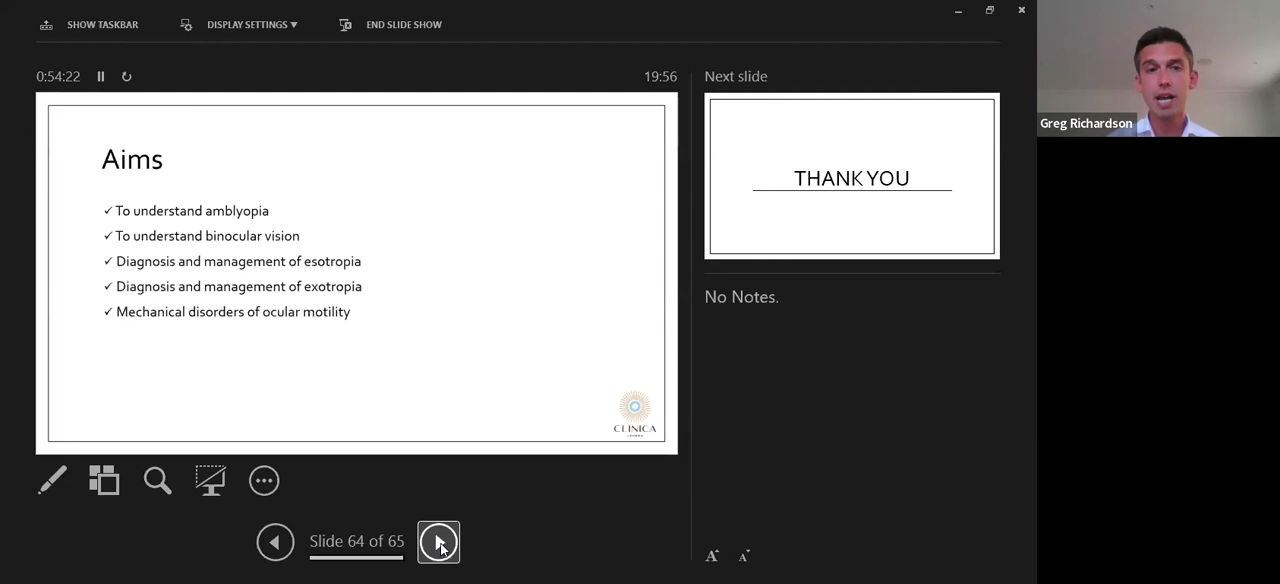 SHOW TASKBAR
DISPLAY SETTINGS ▼
END SLIDE SHOW
0:54:22
19:56
Next slide
Aims
✓ To understand amblyopia
✓ To understand binocular vision
✓ Diagnosis and management of esotropia
✓ Diagnosis and management of exotropia
✓ Mechanical disorders of ocular motility
CLINICA
THANK YOU
No Notes.
Slide 64 of 65
A A
Greg Richardson